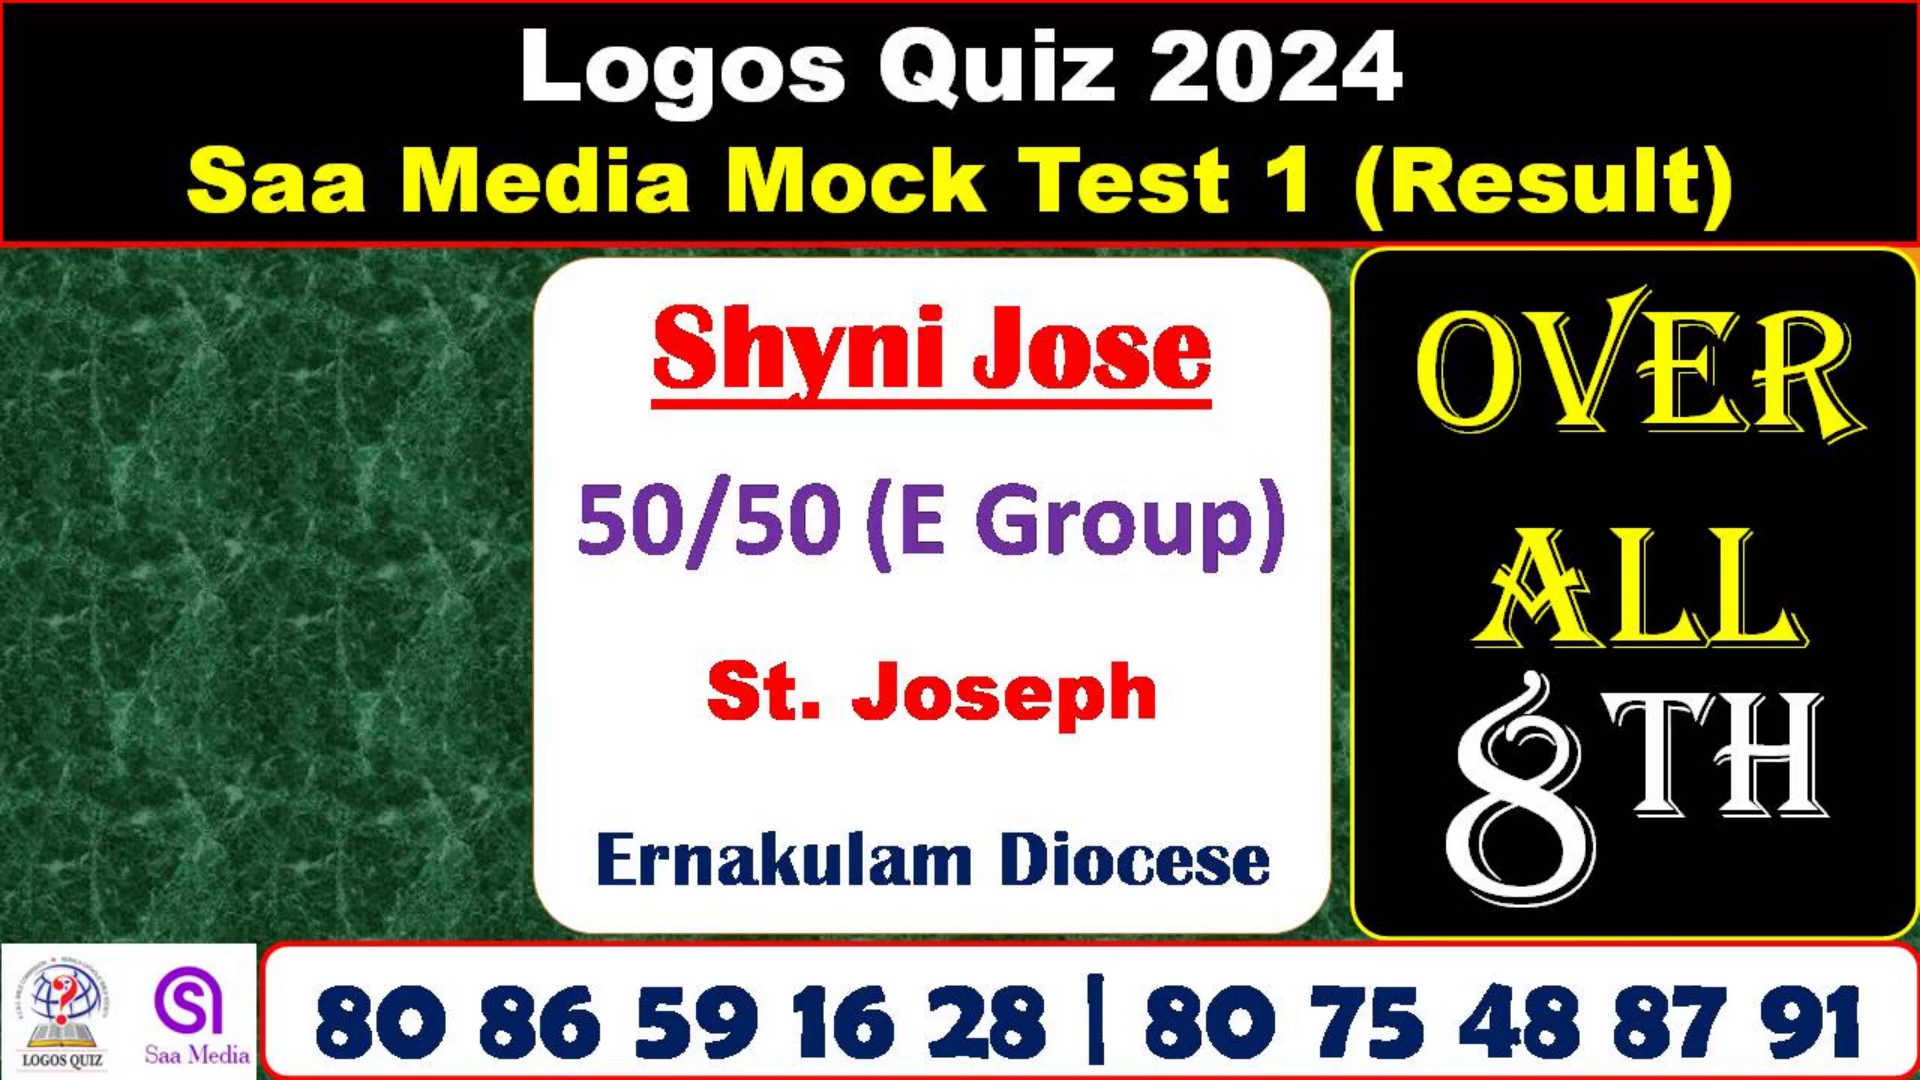 Logos Quiz 2024
Saa Media Mock Test 1 (Result)
Shyni Jose
50/50 (E Group)
St. Joseph
Ernakulam Diocese
OVER
ALL
8TH
LOGOS QUIZ
Saa Media
80 86 59 16 28 | 80 75 48 87 91